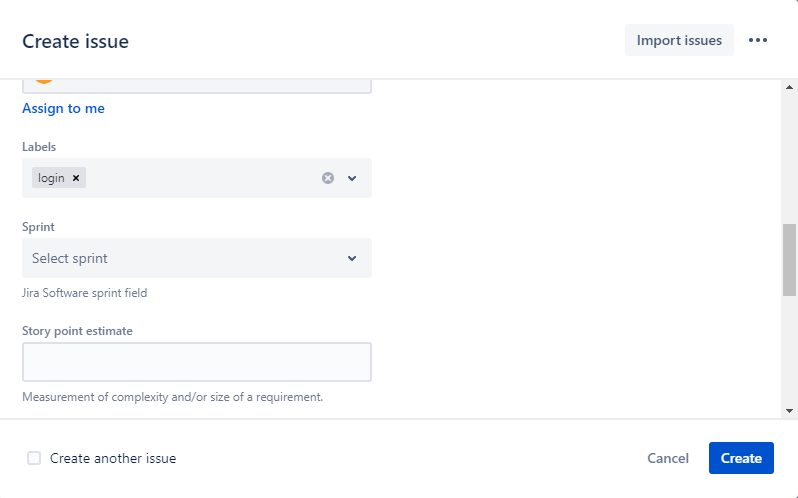 Create issue
Import issues
Assign to me
Labels
login
Sprint
Select sprint
Jira Software sprint field
Story point estimate
Measurement of complexity and/or size of a requirement.
Create another issue
Cancel
Create